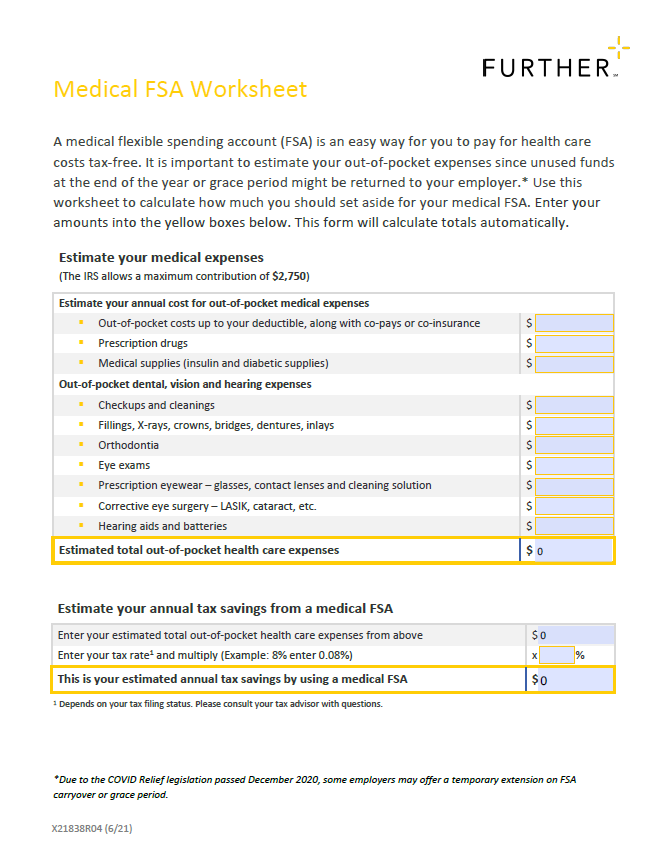 FURTHER℠
Medical FSA Worksheet
A medical flexible spending account (FSA) is an easy way for you to pay for health care
costs tax-free. It is important to estimate your out-of-pocket expenses since unused funds
at the end of the year or grace period might be returned to your employer.* Use this
worksheet to calculate how much you should set aside for your medical FSA. Enter your
amounts into the yellow boxes below. This form will calculate totals automatically.
Estimate your medical expenses
(The IRS allows a maximum contribution of $2,750)
Estimate your annual cost for out-of-pocket medical expenses
▪ Out-of-pocket costs up to your deductible, along with co-pays or co-insurance $
▪ Prescription drugs $
▪ Medical supplies (insulin and diabetic supplies) $
Out-of-pocket dental, vision and hearing expenses
▪ Checkups and cleanings $
▪ Fillings, X-rays, crowns, bridges, dentures, inlays $
▪ Orthodontia $
▪ Eye exams $
▪ Prescription eyewear – glasses, contact lenses and cleaning solution $
▪ Corrective eye surgery – LASIK, cataract, etc. $
▪ Hearing aids and batteries $
Estimated total out-of-pocket health care expenses $ 0
Estimate your annual tax savings from a medical FSA
Enter your estimated total out-of-pocket health care expenses from above $ 0
Enter your tax rate¹ and multiply (Example: 8% enter 0.08%) x %
This is your estimated annual tax savings by using a medical FSA $ 0
¹ Depends on your tax filing status. Please consult your tax advisor with questions.
*Due to the COVID Relief legislation passed December 2020, some employers may offer a temporary extension on FSA
carryover or grace period.
X21838R04 (6/21)